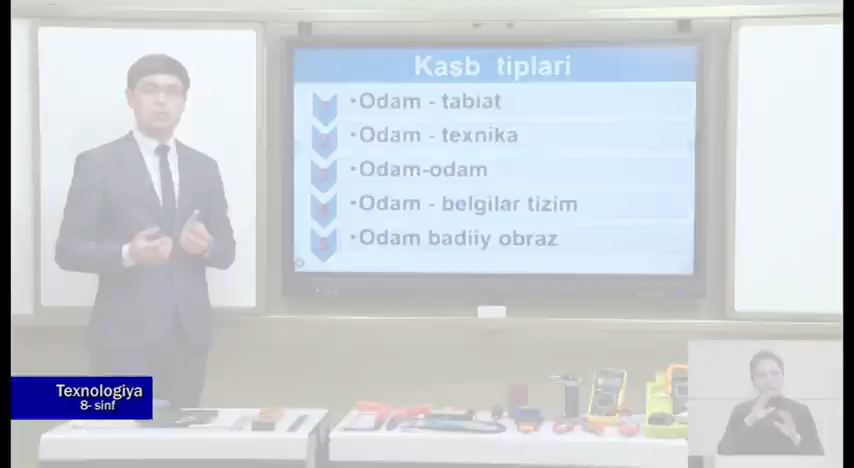 Kasb tiplari
•Odam - tabiat
•Odam - texnika
•Odam-odam
•Odam - belgilar tizim
•Odam badiiy obraz
Texnologiya
8- sinf